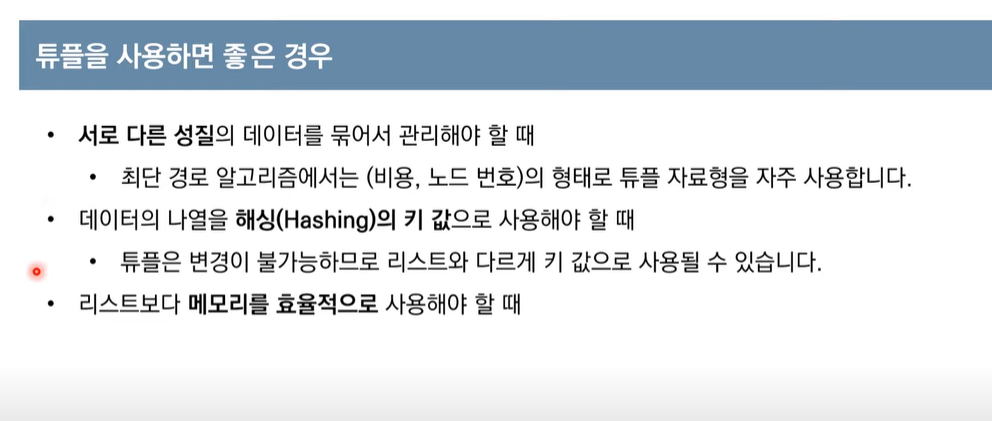 튜플을 사용하면 좋은 경우
• 서로 다른 성질의 데이터를 묶어서 관리해야 할 때
• 최단 경로 알고리즘에서는 (비용, 노드 번호)의 형태로 튜플 자료형을 자주 사용합니다.
• 데이터의 나열을 해싱(Hashing)의 키 값으로 사용해야 할 때
• 튜플은 변경이 불가능하므로 리스트와 다르게 키 값으로 사용될 수 있습니다.
• 리스트보다 메모리를 효율적으로 사용해야 할 때